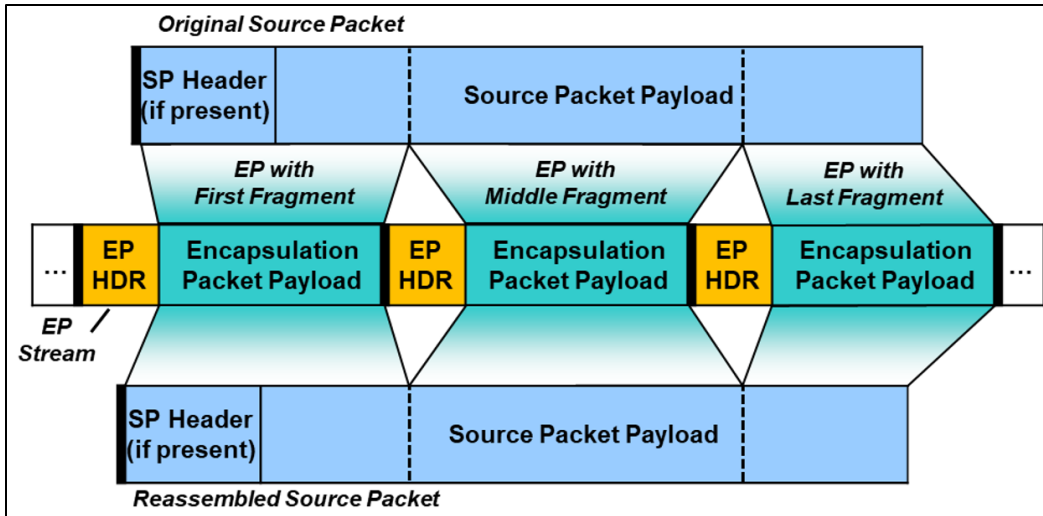 Original Source Packet
SP Header
(if present)
Source Packet Payload
EP with
First Fragment
EP with
Middle Fragment
EP with
Last Fragment
...
EP
HDR
Encapsulation
Packet Payload
EP
HDR
Encapsulation
Packet Payload
EP
HDR
Encapsulation
Packet Payload
...
EP
Stream
SP Header
(if present)
Source Packet Payload
Reassembled Source Packet